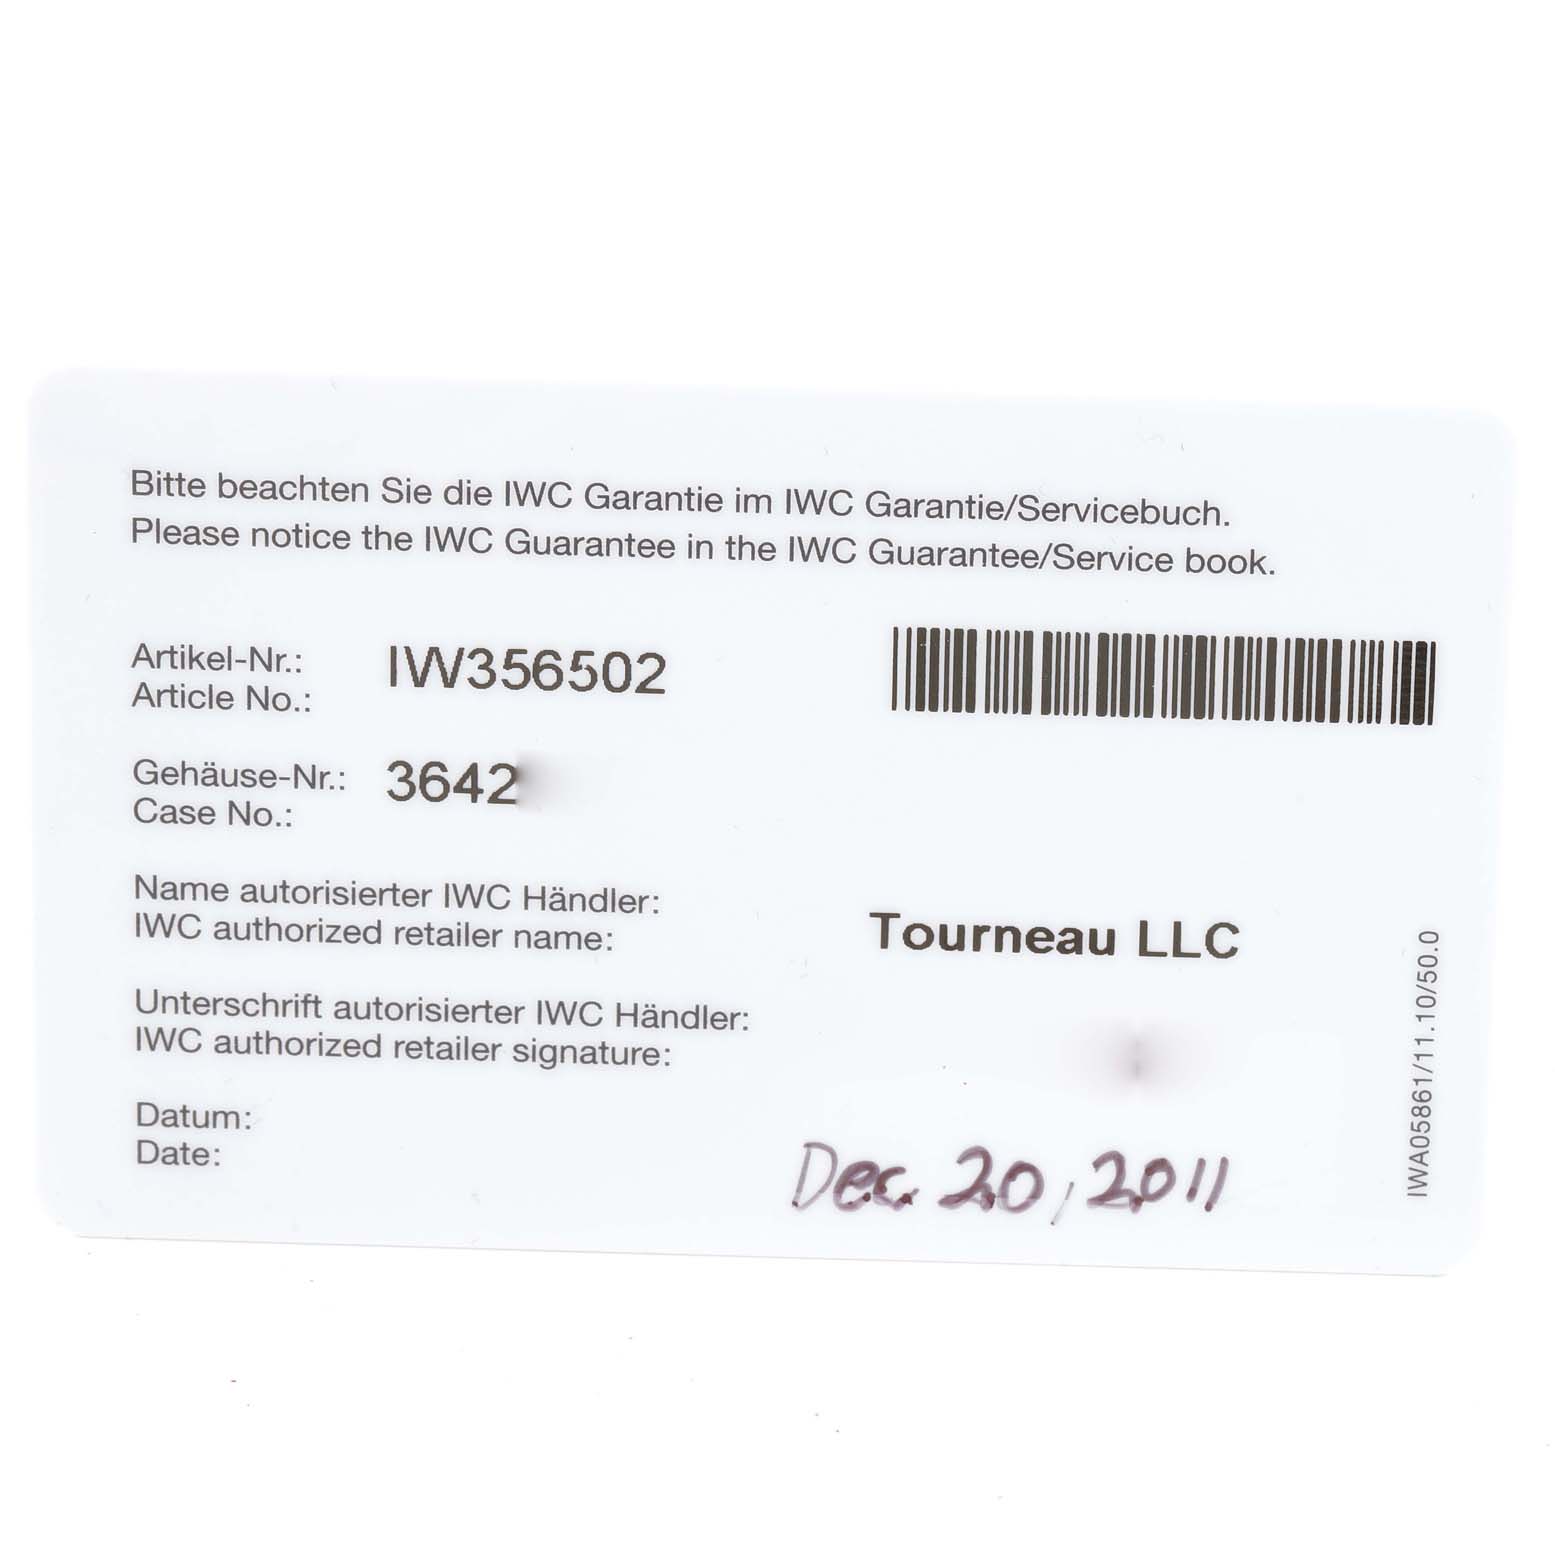 Bitte beachten Sie die IWC Garantie im IWC Garantie/Servicebuch.
Please notice the IWC Guarantee in the IWC Guarantee/Service book.
Artikel-Nr.: IW356502
Article No.:
Gehäuse-Nr.: 3642
Case No.:
Name autorisierter IWC Händler:
IWC authorized retailer name:
Tourneau LLC
Unterschrift autorisierter IWC Händler:
IWC authorized retailer signature:
Datum:
Date:
Dec. 20, 2011
IWA05861/11.10/50.0